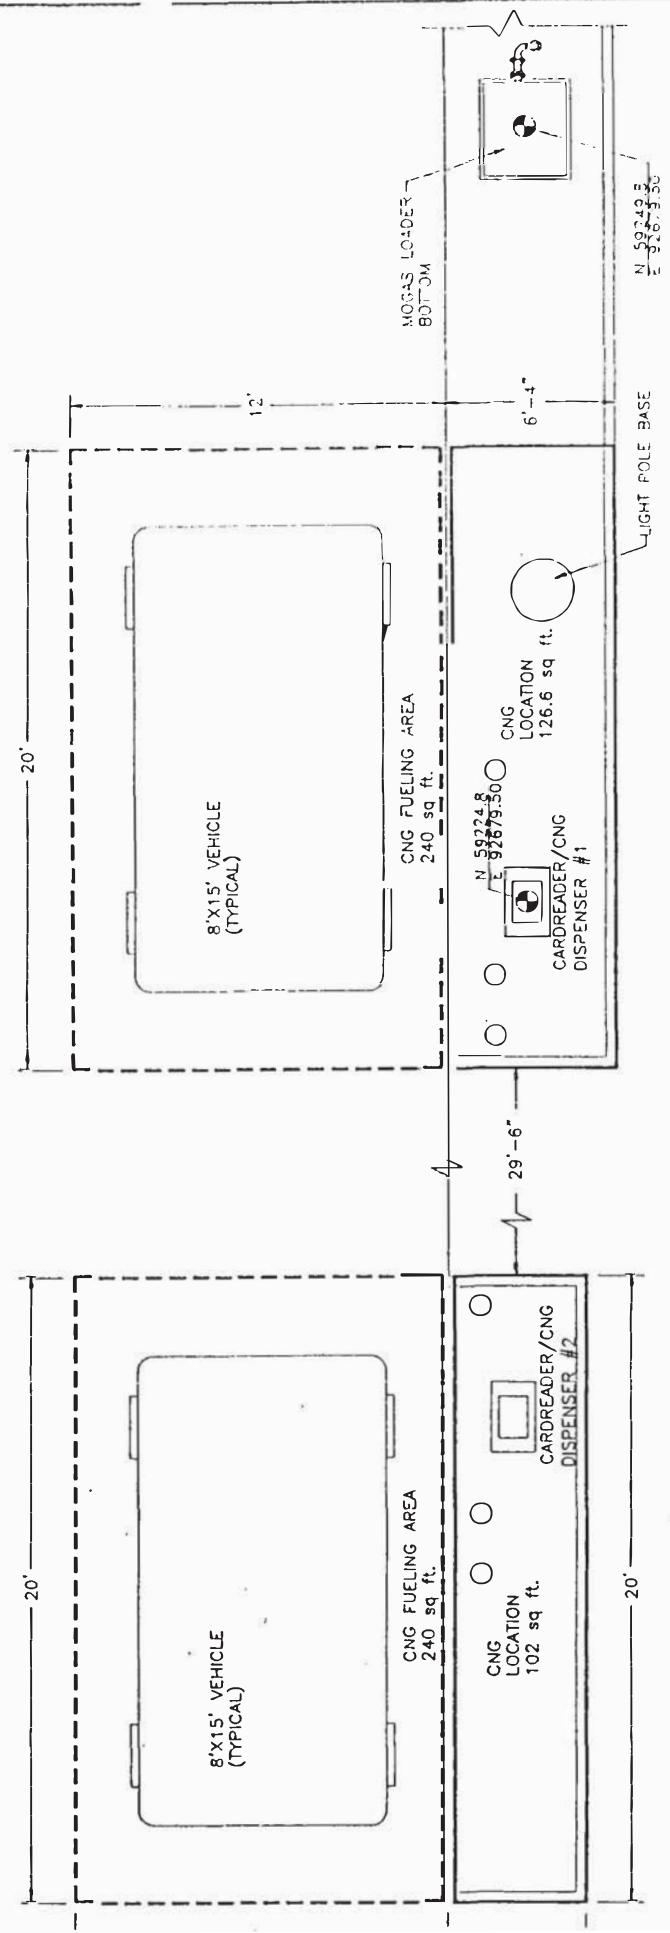 20'
20'
8'X15' VEHICLE
(TYPICAL)
8'X15' VEHICLE
(TYPICAL)
12'
MOGAS LOADER
BOTTOM
CNG FUELING AREA
240 sq ft.
CNG FUELING AREA
240 sq ft.
CNG
LOCATION
102 sq ft.
CARDREADER/CNG
DISPENSER #2
20'
29'-6"
N 59224.8
E 92679.50
CARDREADER/CNG
DISPENSER #1
CNG
LOCATION
126.6 sq ft.
6'-4"
LIGHT POLE BASE
N
E